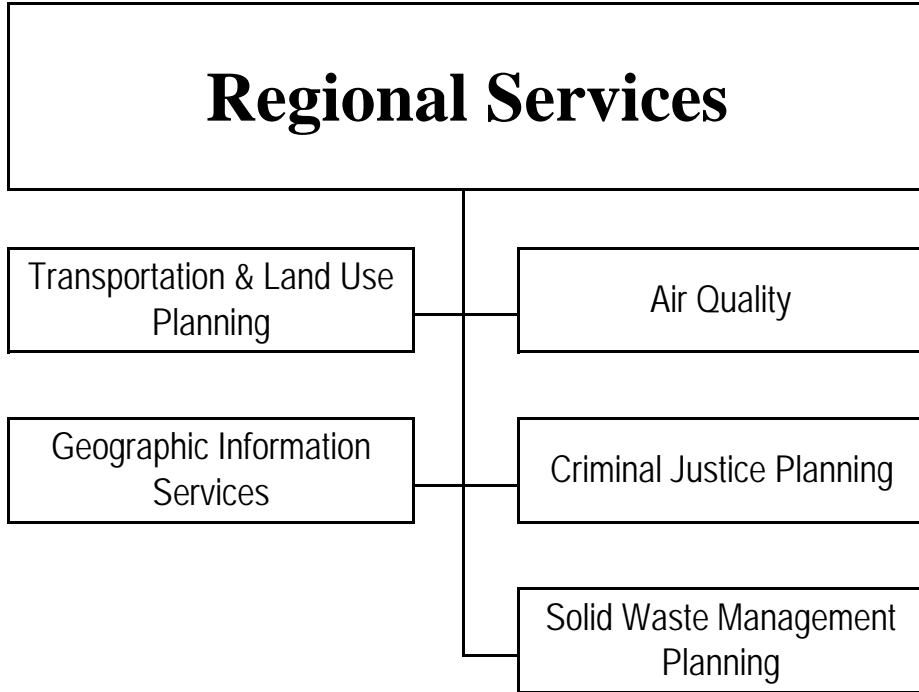 Regional Services
Transportation & Land Use
Planning
Air Quality
Geographic Information
Services
Criminal Justice Planning
Solid Waste Management
Planning